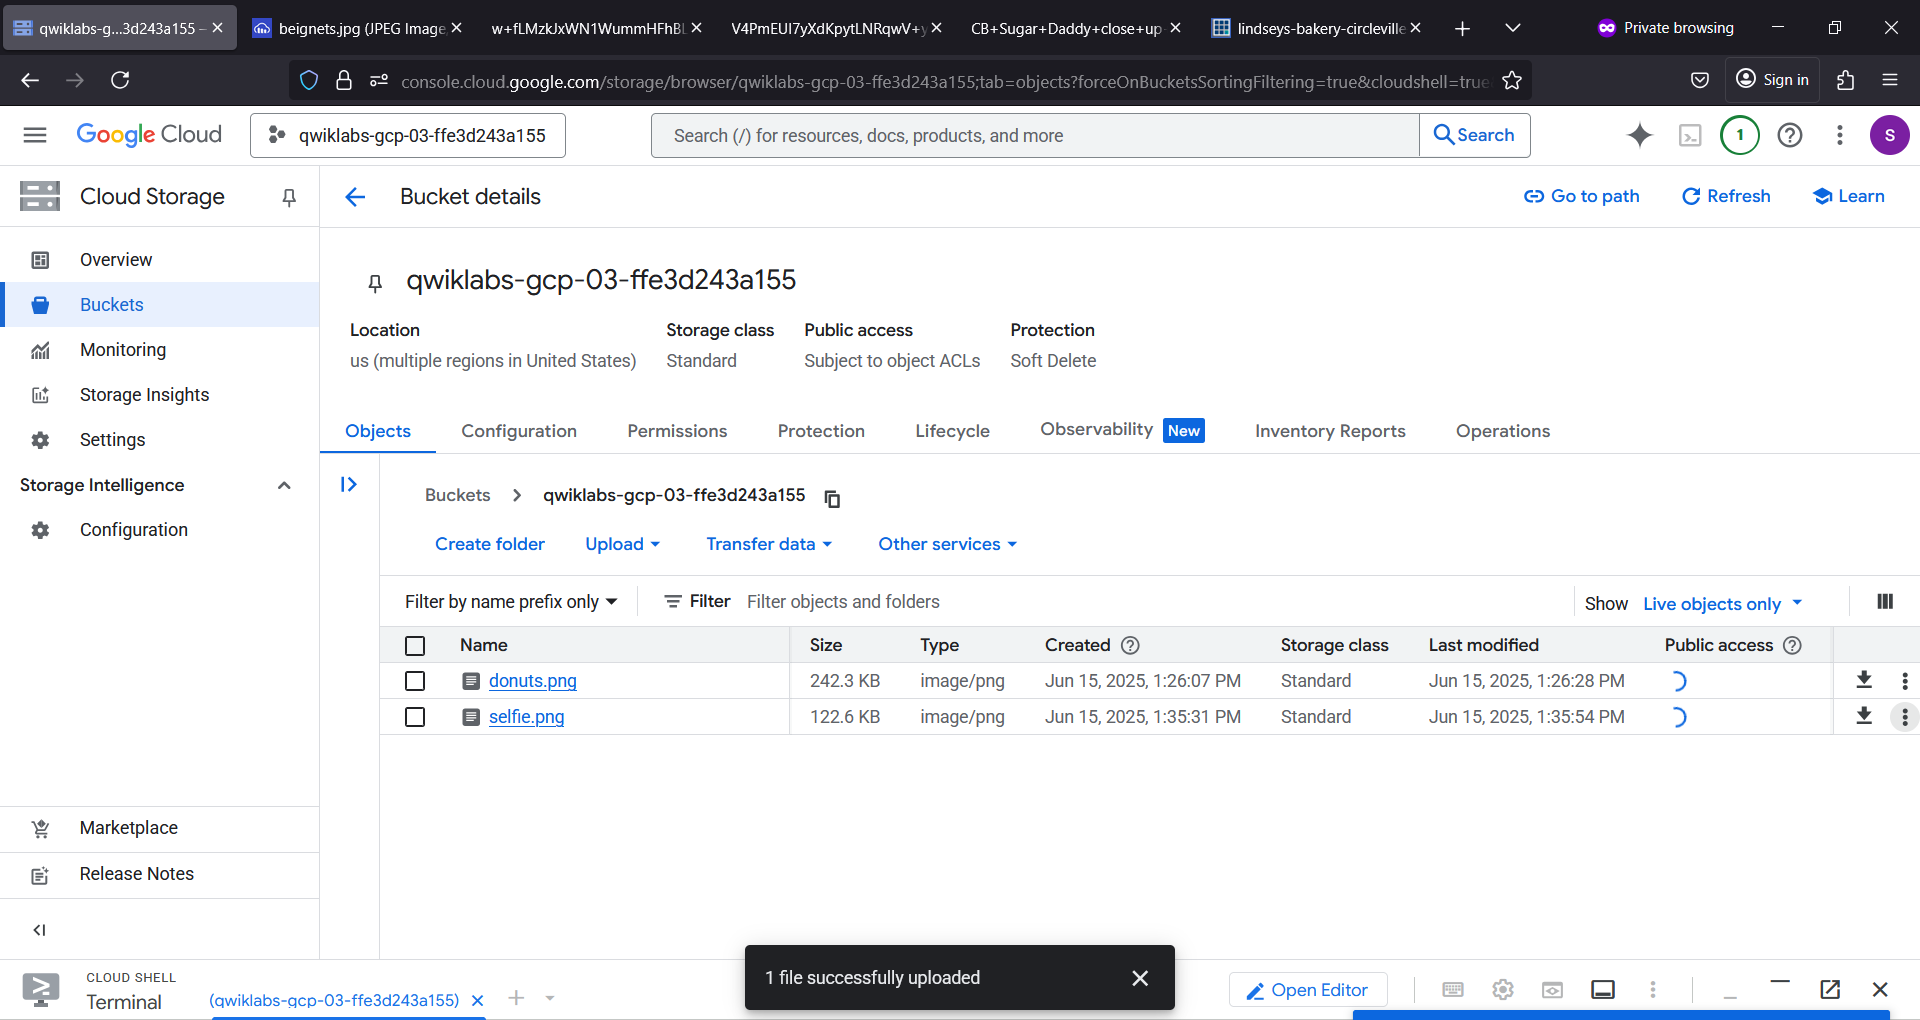 qwiklabs-g...3d243a155 –
beignets.jpg (JPEG Image,
w+fLMzkJxWN1WummHFhBL
V4PmEUI7yXdKpytLNRqwV+y
CB+Sugar+Daddy+close+up
lindseys-bakery-circleville
Private browsing
console.cloud.google.com/storage/browser/qwiklabs-gcp-03-ffe3d243a155;tab=objects?forceOnBucketsSortingFiltering=true&cloudshell=true
Sign in
Google Cloud
qwiklabs-gcp-03-ffe3d243a155
Search (/) for resources, docs, products, and more
Search
1
S
Cloud Storage
Bucket details
Go to path
Refresh
Learn
Overview
Buckets
Monitoring
Storage Insights
Settings
Storage Intelligence
Configuration
Marketplace
Release Notes
qwiklabs-gcp-03-ffe3d243a155
Location
Storage class
Public access
Protection
us (multiple regions in United States)
Standard
Subject to object ACLs
Soft Delete
Objects
Configuration
Permissions
Protection
Lifecycle
Observability
New
Inventory Reports
Operations
Buckets
qwiklabs-gcp-03-ffe3d243a155
Create folder
Upload
Transfer data
Other services
Filter by name prefix only
Filter
Filter objects and folders
Show
Live objects only
Name
Size
Type
Created
Storage class
Last modified
Public access
donuts.png
242.3 KB
image/png
Jun 15, 2025, 1:26:07 PM
Standard
Jun 15, 2025, 1:26:28 PM
selfie.png
122.6 KB
image/png
Jun 15, 2025, 1:35:31 PM
Standard
Jun 15, 2025, 1:35:54 PM
1 file successfully uploaded
CLOUD SHELL
Terminal
(qwiklabs-gcp-03-ffe3d243a155)
Open Editor